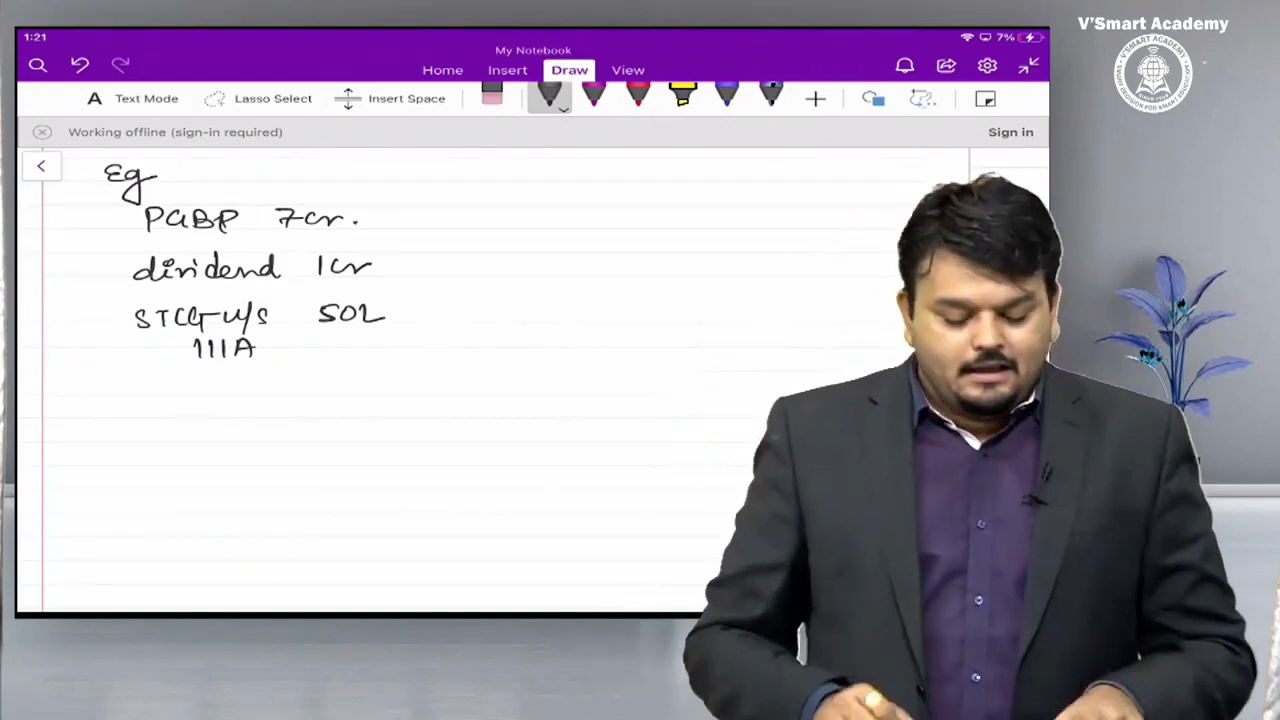 V'Smart Academy
1:21
7%
My Notebook
Home Insert Draw View
A Text Mode Lasso Select Insert Space
Working offline (sign-in required) Sign in
Eg
PGBP 7cr.
dividend 1cr
STCG u/s 50L
111A